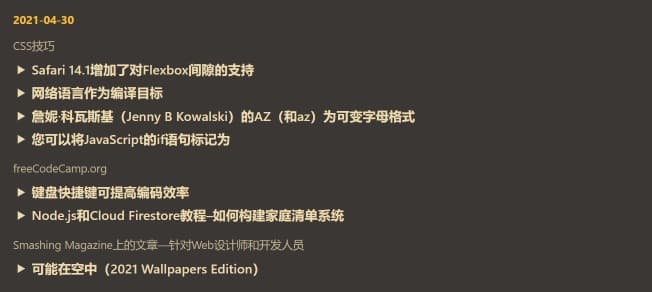 2021-04-30
CSS技巧
Safari 14.1增加了对Flexbox间隙的支持
网络语言作为编译目标
詹妮·科瓦斯基（Jenny B Kowalski）的AZ（和az）为可变字母格式
您可以将JavaScript的if语句标记为
freeCodeCamp.org
键盘快捷键可提高编码效率
Node.js和Cloud Firestore教程–如何构建家庭清单系统
Smashing Magazine上的文章—针对Web设计师和开发人员
可能在空中（2021 Wallpapers Edition）